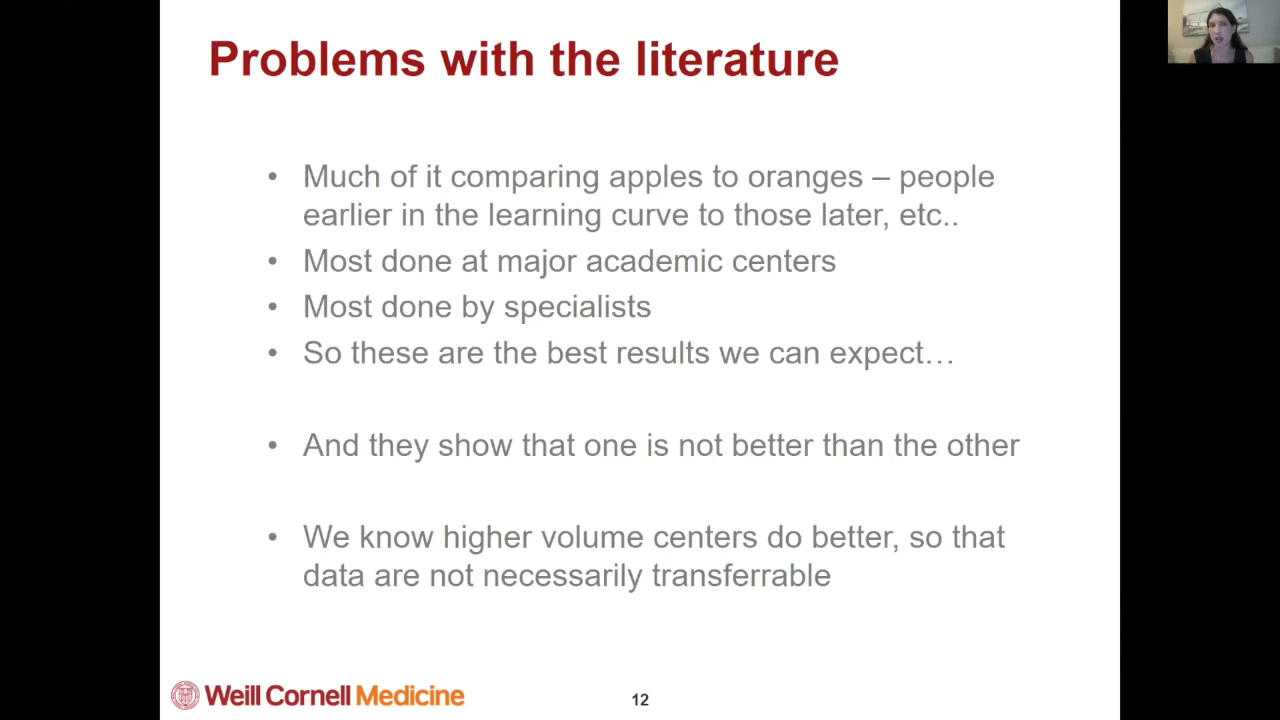 Problems with the literature
• Much of it comparing apples to oranges – people
earlier in the learning curve to those later, etc..
• Most done at major academic centers
• Most done by specialists
• So these are the best results we can expect…
• And they show that one is not better than the other
• We know higher volume centers do better, so that
data are not necessarily transferrable
Weill Cornell Medicine
12